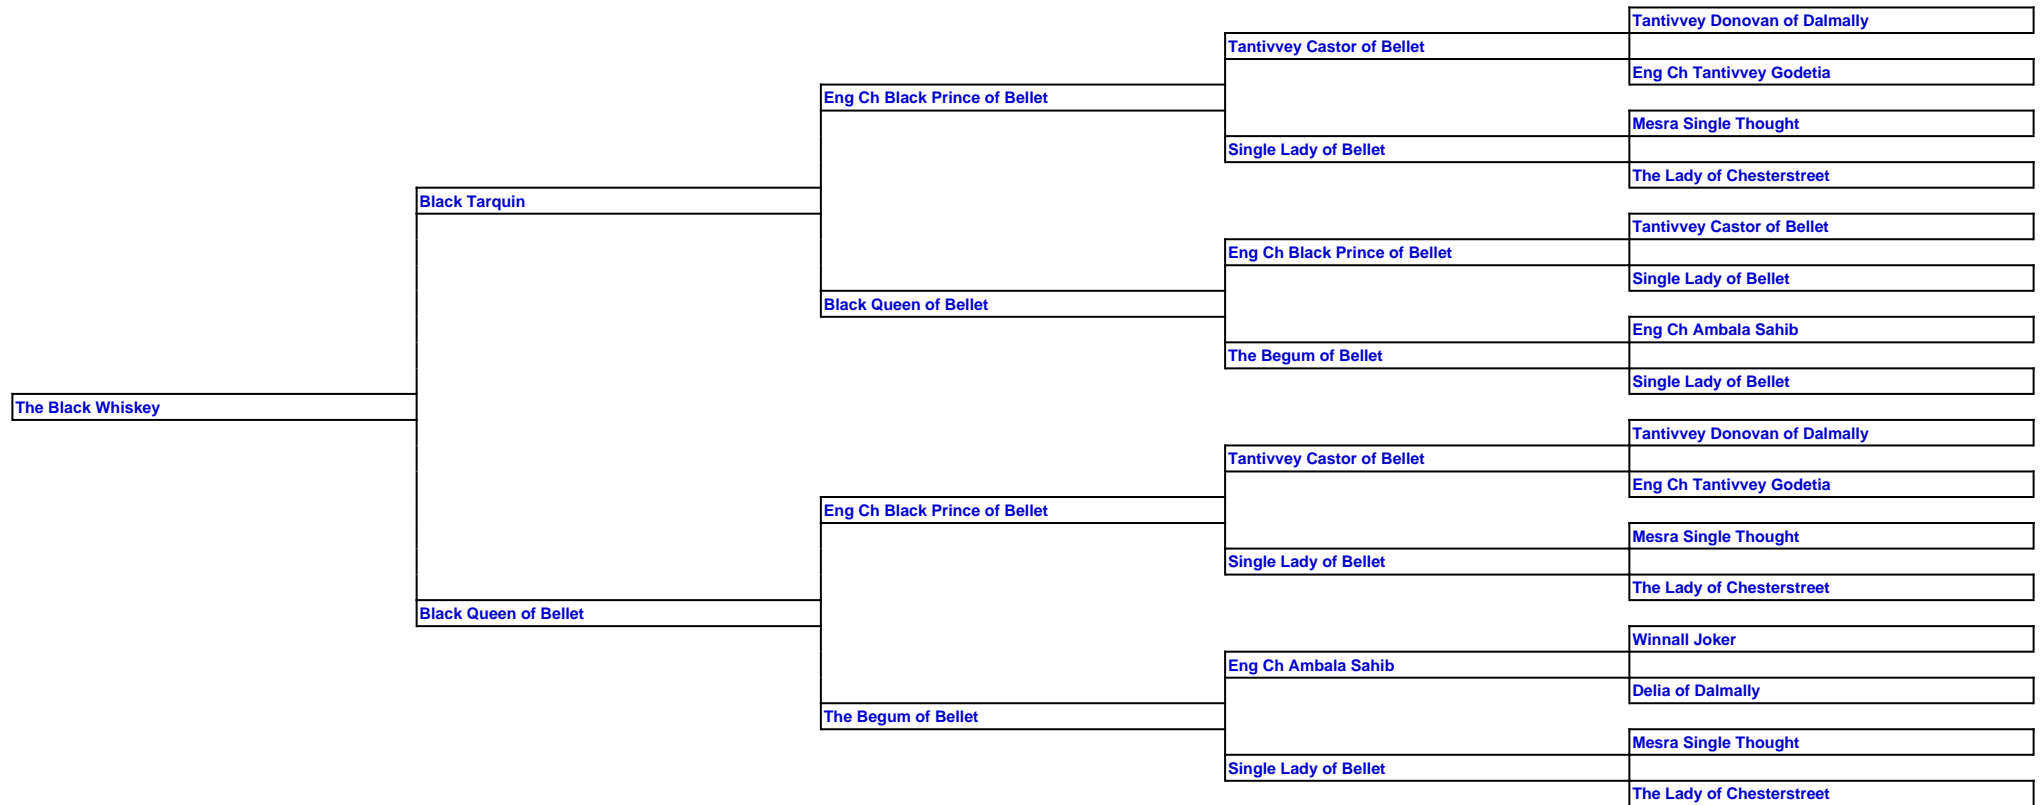 Tantivvey Donovan of Dalmally
Tantivvey Castor of Bellet
Eng Ch Tantivvey Godetia
Eng Ch Black Prince of Bellet
Mesra Single Thought
Single Lady of Bellet
The Lady of Chesterstreet
Black Tarquin
Tantivvey Castor of Bellet
Eng Ch Black Prince of Bellet
Single Lady of Bellet
Black Queen of Bellet
Eng Ch Ambala Sahib
The Begum of Bellet
Single Lady of Bellet
The Black Whiskey
Tantivvey Donovan of Dalmally
Tantivvey Castor of Bellet
Eng Ch Tantivvey Godetia
Eng Ch Black Prince of Bellet
Mesra Single Thought
Single Lady of Bellet
The Lady of Chesterstreet
Black Queen of Bellet
Winnall Joker
Eng Ch Ambala Sahib
Delia of Dalmally
The Begum of Bellet
Mesra Single Thought
Single Lady of Bellet
The Lady of Chesterstreet